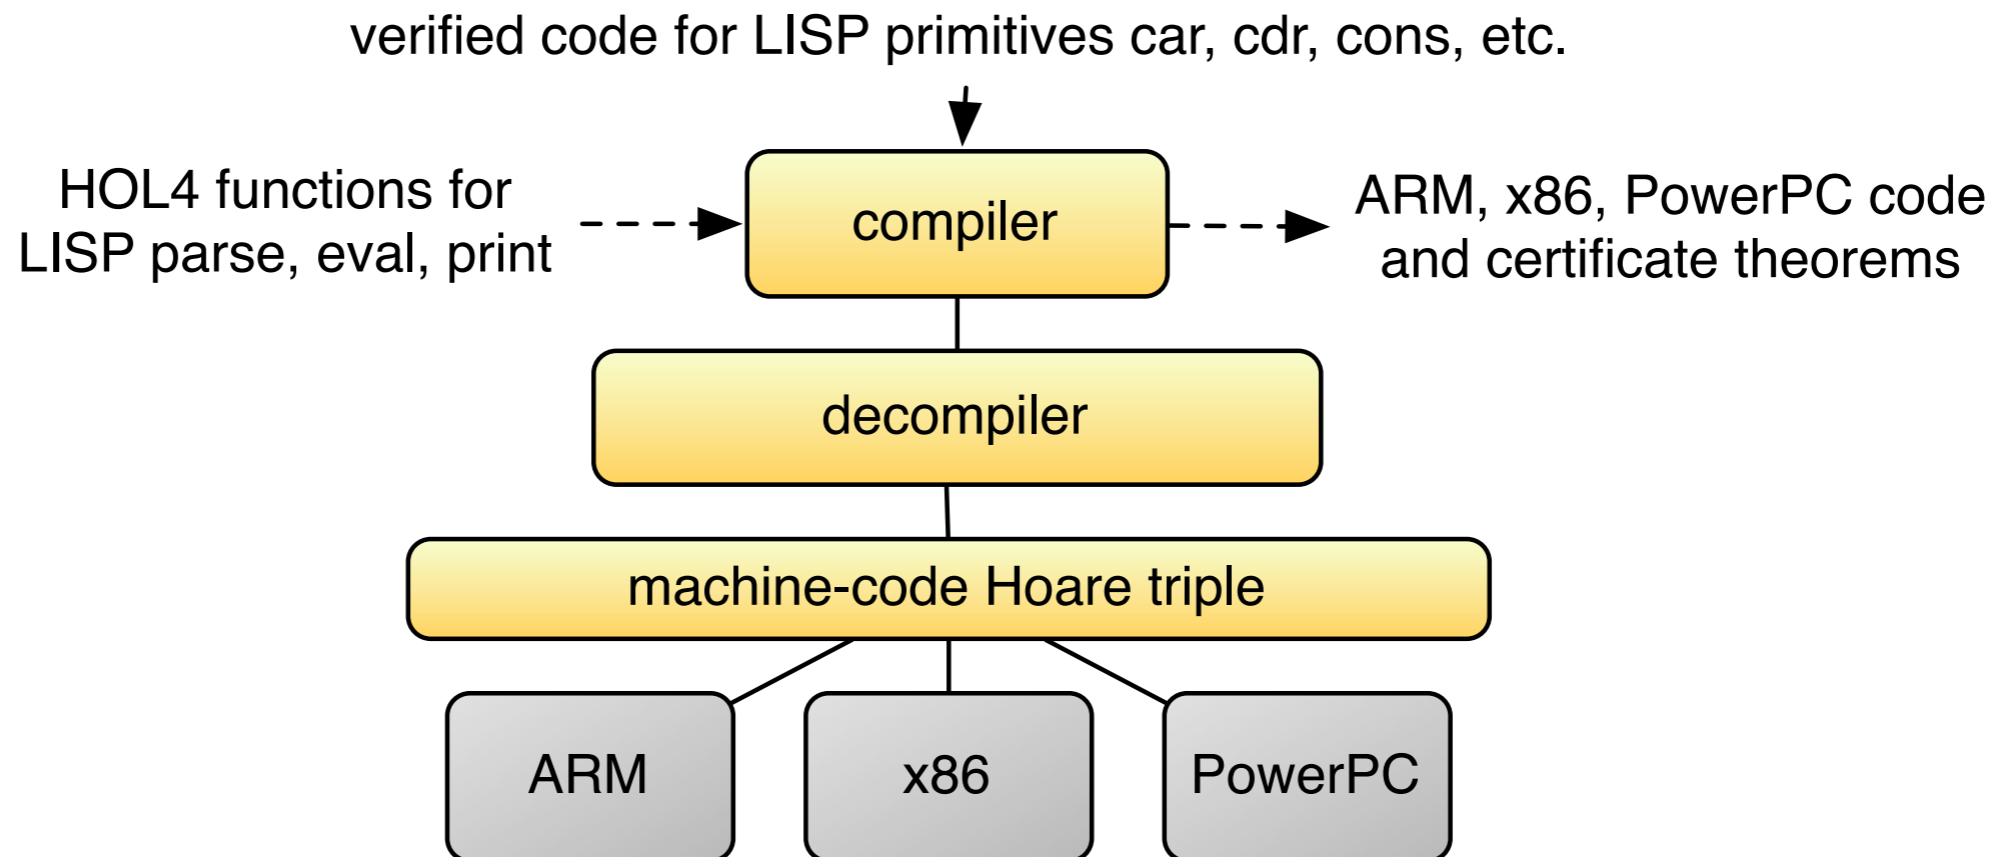 verified code for LISP primitives car, cdr, cons, etc.
HOL4 functions for
LISP parse, eval, print
compiler
ARM, x86, PowerPC code
and certificate theorems
decompiler
machine-code Hoare triple
ARM
x86
PowerPC